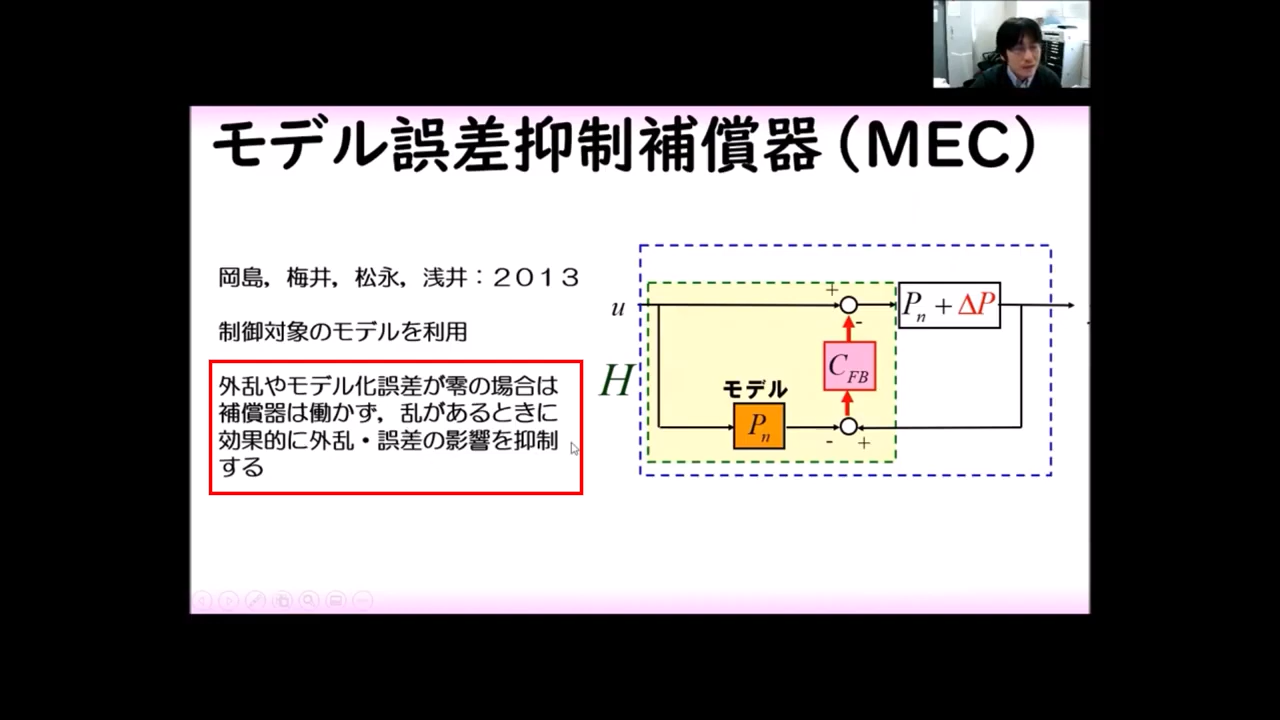 モデル誤差抑制補償器（MEC）
岡島，梅井，松永，浅井：２０１３
制御対象のモデルを利用
外乱やモデル化誤差が零の場合は
補償器は働かず，乱があるときに
効果的に外乱・誤差の影響を抑制
する
u
+
-
Pn + ΔP
H
CFB
モデル
Pn
-
+